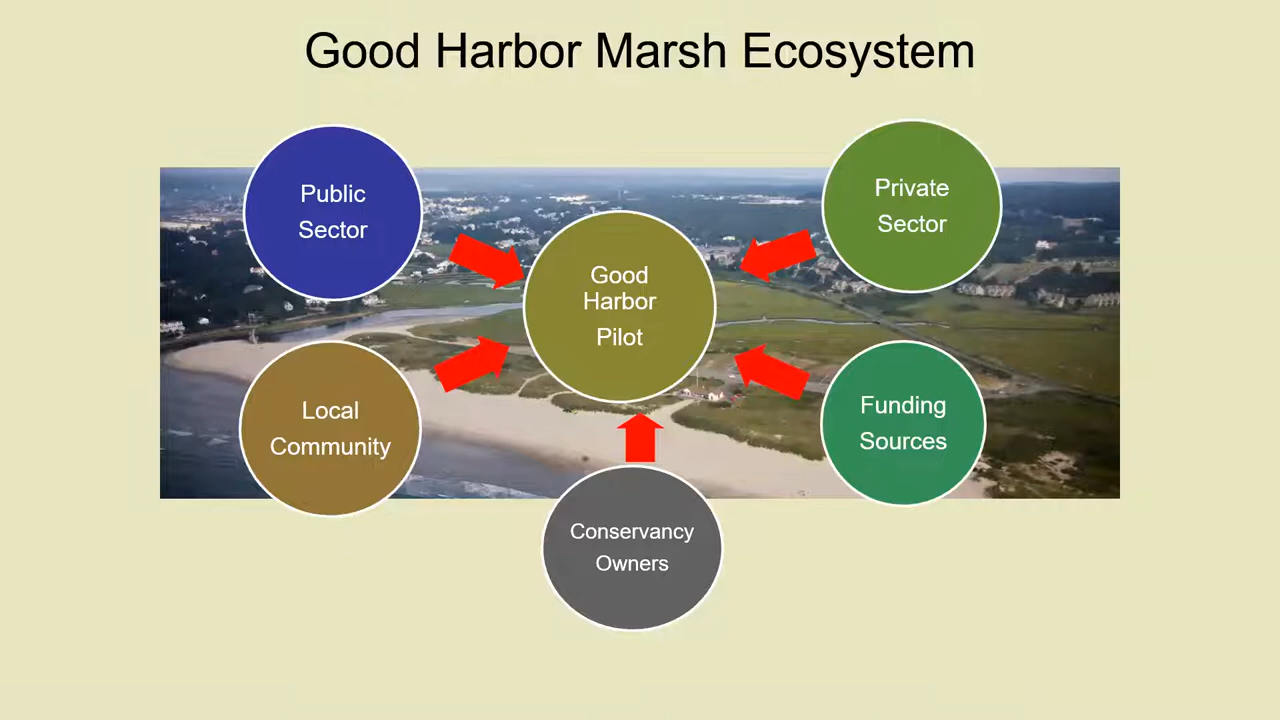 Good Harbor Marsh Ecosystem
Public
Sector
Private
Sector
Good
Harbor
Pilot
Local
Community
Funding
Sources
Conservancy
Owners